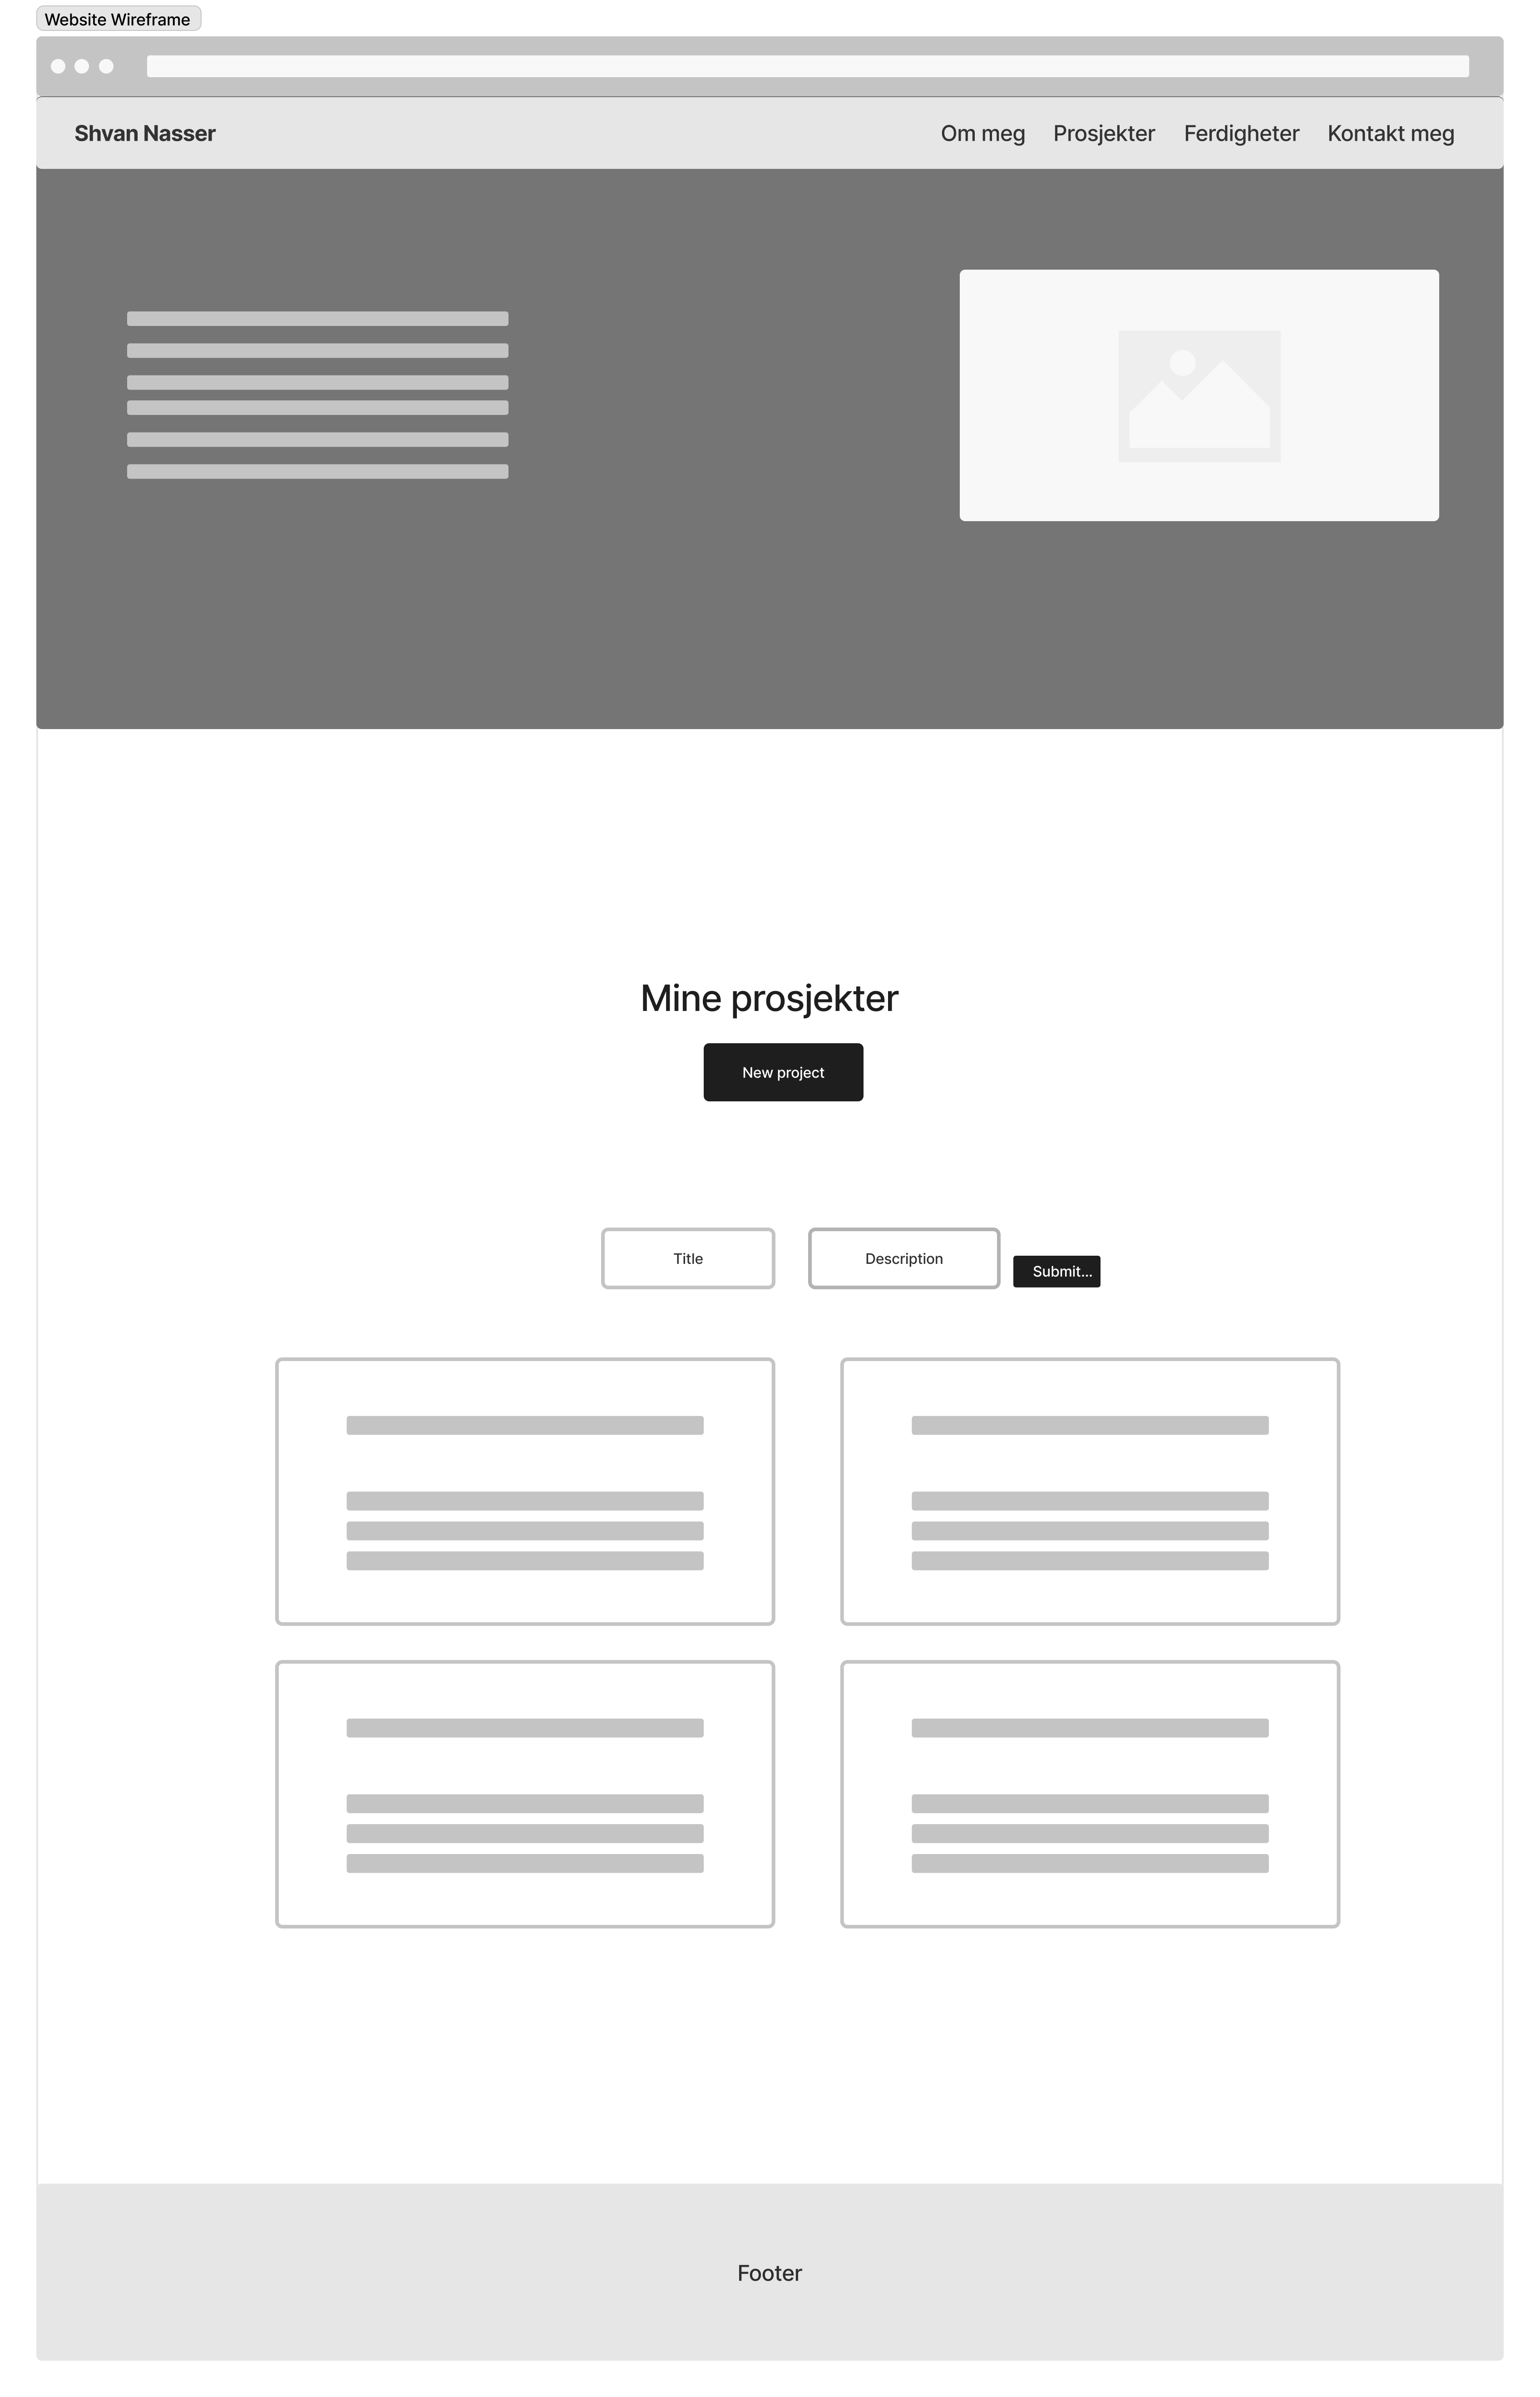 Website Wireframe
Shvan Nasser
Om meg Prosjekter Ferdigheter Kontakt meg
Mine prosjekter
New project
Title
Description
Submit...
Footer